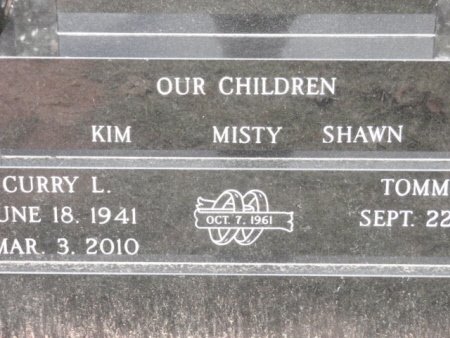 OUR CHILDREN
KIM MISTY SHAWN
CURRY L.
UNE 18. 1941
MAR. 3. 2010
OCT. 7. 1961
TOMM
SEPT. 22